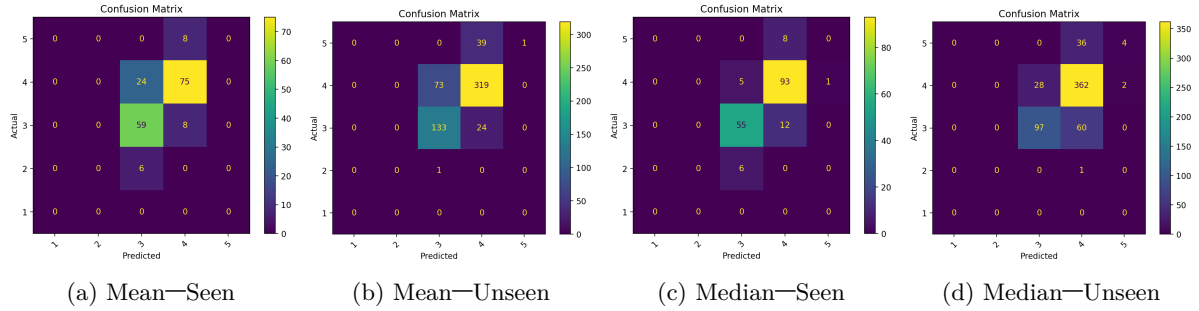 Confusion Matrix
5 0 0 0 8 0
4 0 0 24 75 0
3 0 0 59 8 0
2 0 0 6 0 0
1 0 0 0 0 0
1 2 3 4 5
Actual
Predicted
70
60
50
40
30
20
10
0
(a) Mean—Seen
Confusion Matrix
5 0 0 0 39 1
4 0 0 73 319 0
3 0 0 133 24 0
2 0 0 1 0 0
1 0 0 0 0 0
1 2 3 4 5
Actual
Predicted
300
250
200
150
100
50
0
(b) Mean—Unseen
Confusion Matrix
5 0 0 0 8 0
4 0 0 5 93 1
3 0 0 55 12 0
2 0 0 6 0 0
1 0 0 0 0 0
1 2 3 4 5
Actual
Predicted
80
60
40
20
0
(c) Median—Seen
Confusion Matrix
5 0 0 0 36 4
4 0 0 28 362 2
3 0 0 97 60 0
2 0 0 0 1 0
1 0 0 0 0 0
1 2 3 4 5
Actual
Predicted
350
300
250
200
150
100
50
0
(d) Median—Unseen